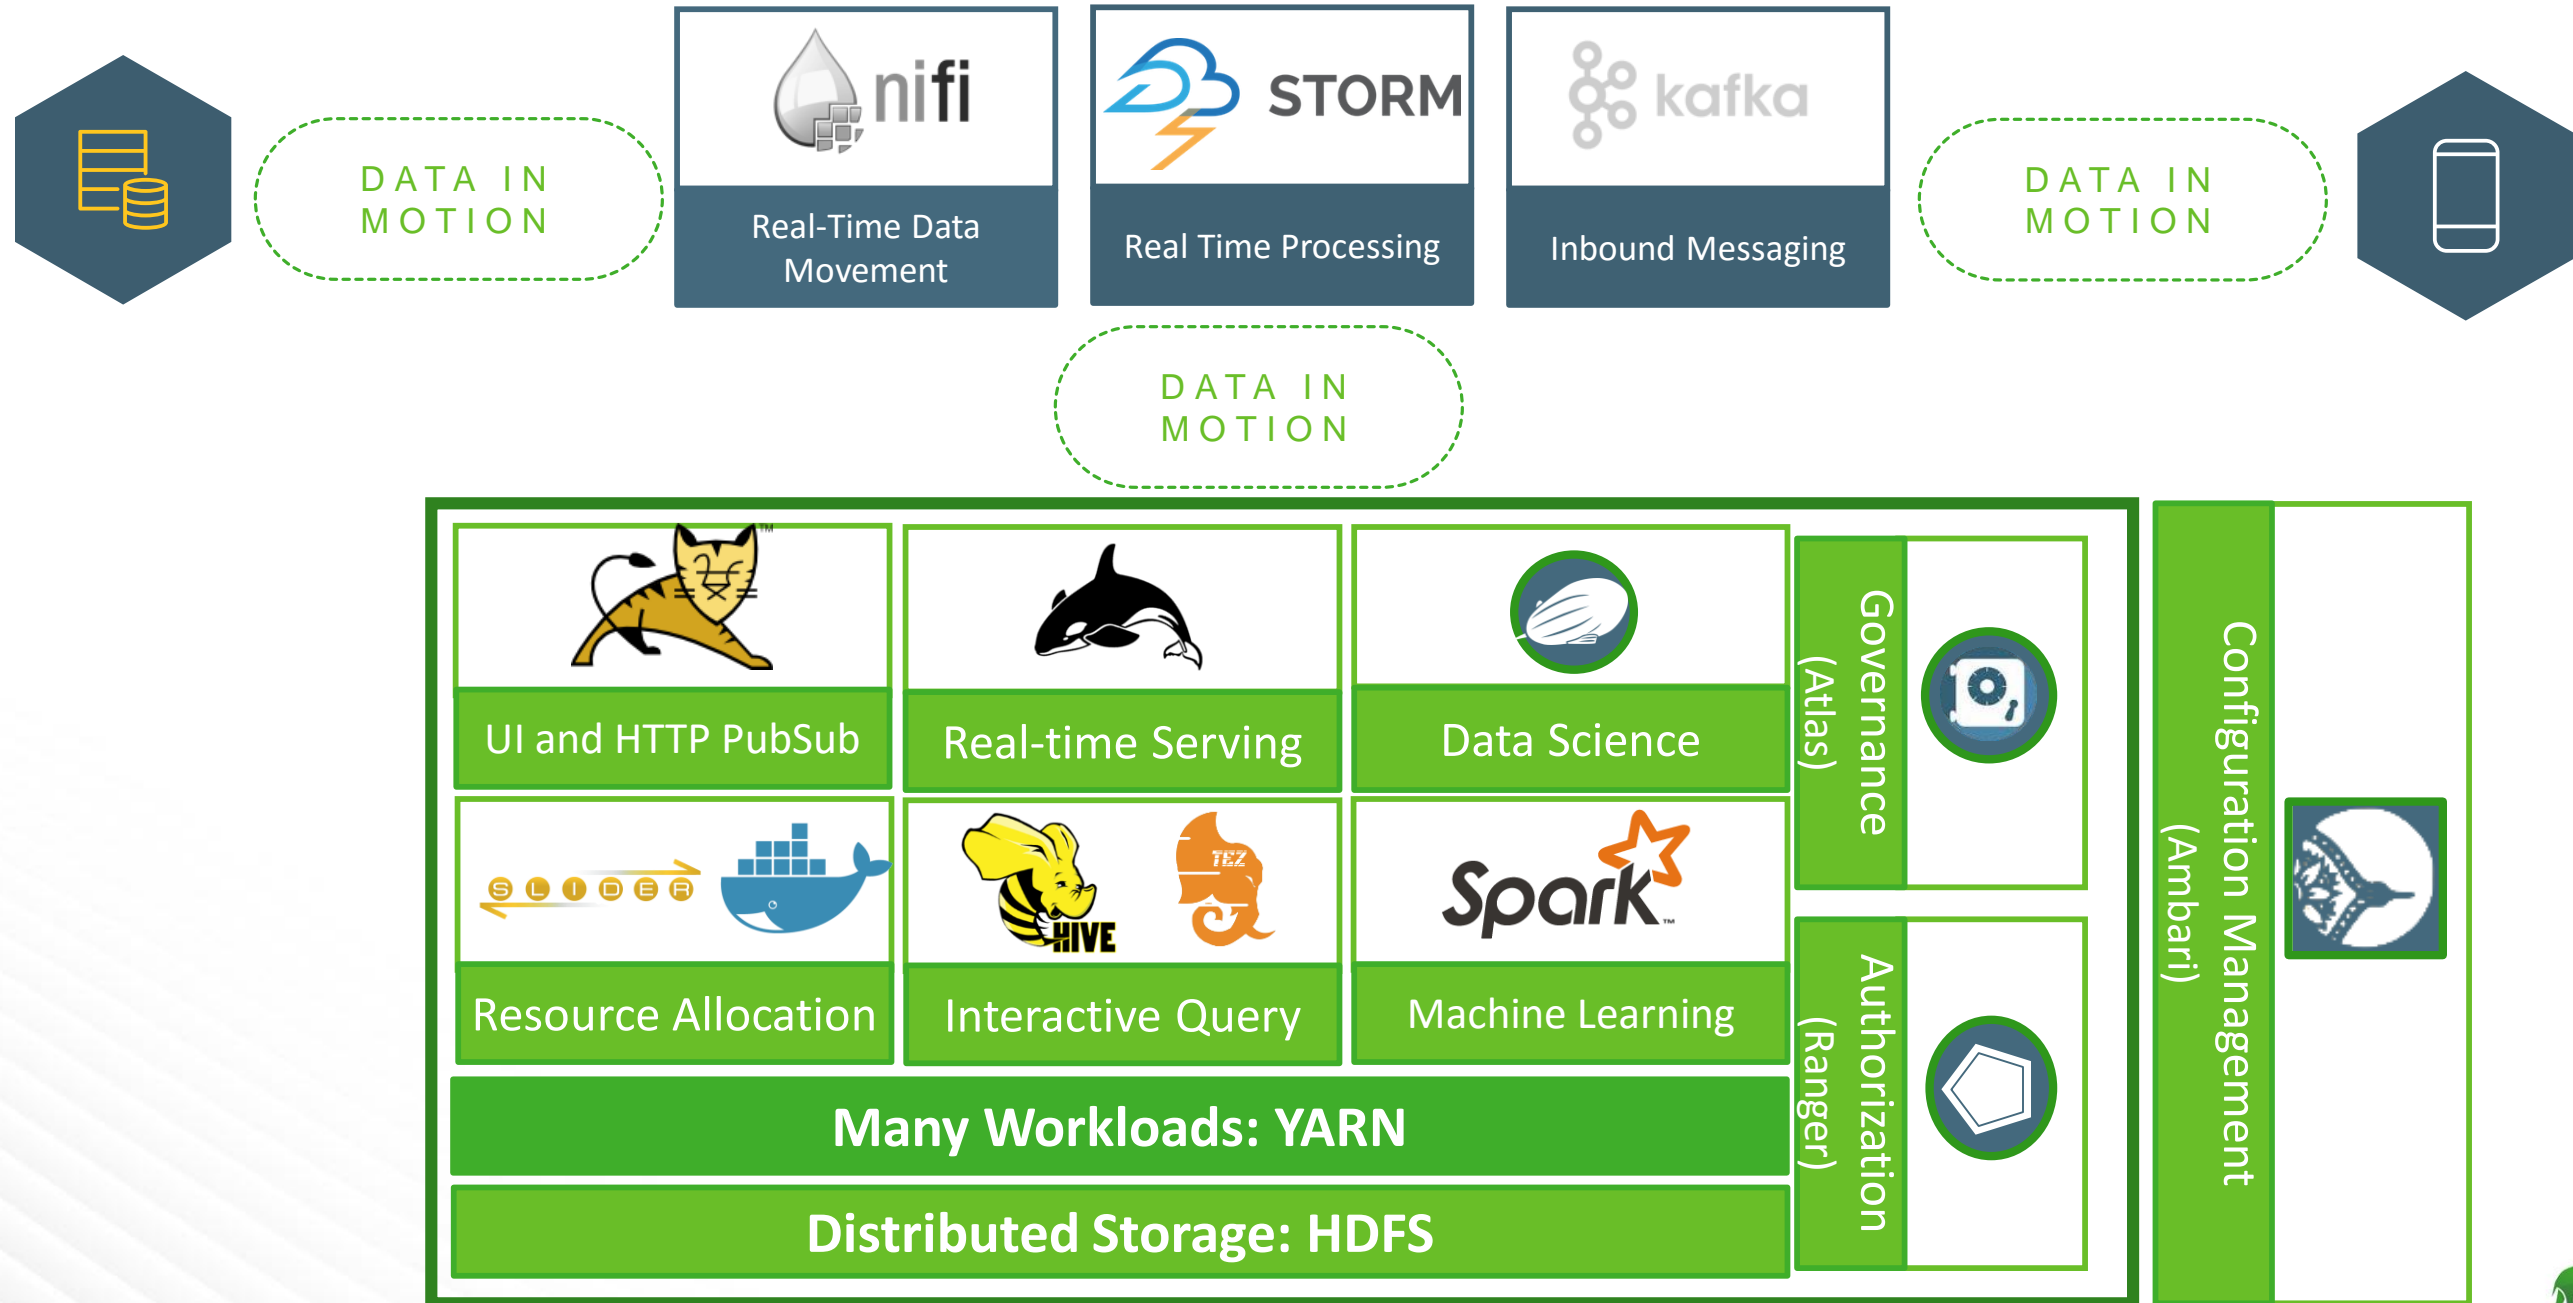 nifi
STORM
kafka
DATA IN
MOTION
Real-Time Data
Movement
Real Time Processing
Inbound Messaging
DATA IN
MOTION
DATA IN
MOTION
TM
UI and HTTP PubSub
Real-time Serving
Data Science
Governance
(Atlas)
Configuration Management
(Ambari)
SLIDER
HIVE
TEZ
Spark
TM
Resource Allocation
Interactive Query
Machine Learning
Authorization
(Ranger)
Many Workloads: YARN
Distributed Storage: HDFS